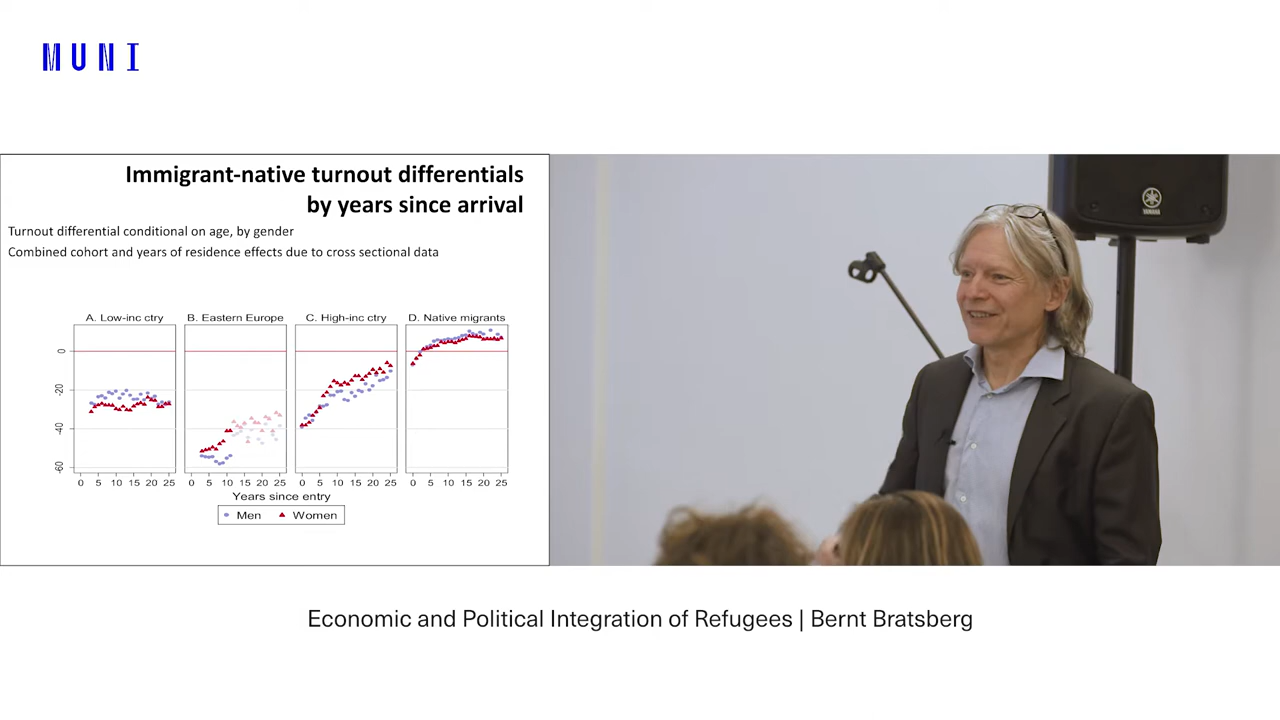 MUNI
Immigrant-native turnout differentials
by years since arrival
Turnout differential conditional on age, by gender
Combined cohort and years of residence effects due to cross sectional data
A. Low-inc ctry
B. Eastern Europe
C. High-inc ctry
D. Native migrants
0
-20
-40
-60
0 5 10 15 20 25
0 5 10 15 20 25
0 5 10 15 20 25
0 5 10 15 20 25
Years since entry
Men Women
YAMAHA
Economic and Political Integration of Refugees | Bernt Bratsberg